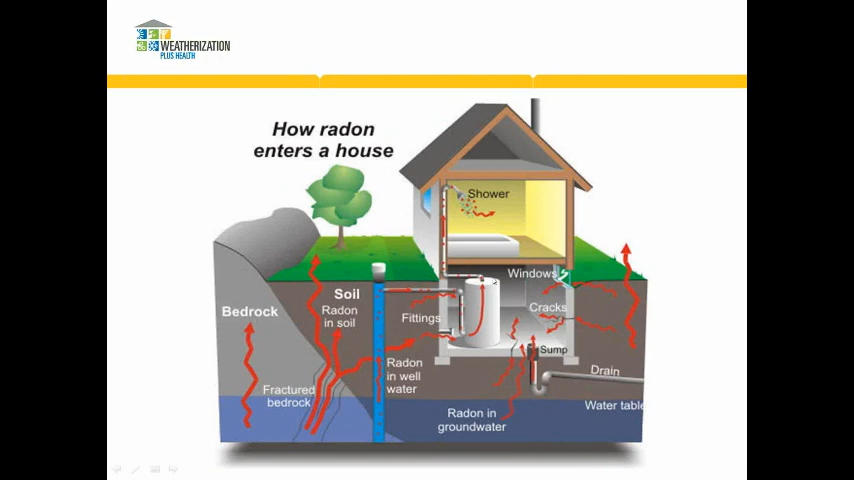 WEATHERIZATION
PLUS HEALTH
How radon
enters a house
Shower
Windows
Bedrock
Soil
Radon
in soil
Fittings
Cracks
Sump
Radon
in well
water
Drain
Fractured
bedrock
Water table
Radon in
groundwater